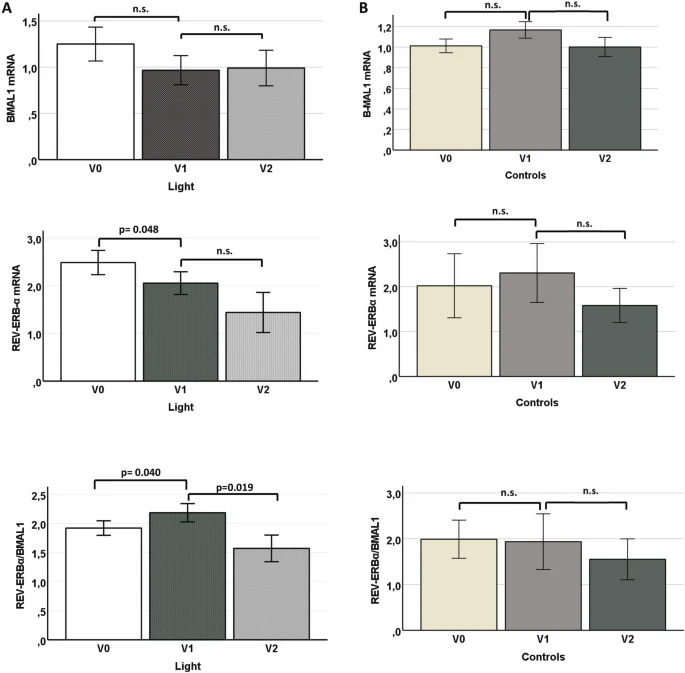 A
BMAL1 mRNA
1,5
1,0
,5
,0
n.s.
n.s.
V0 V1 V2
Light
B
B-MAL1 mRNA
1,2
1,0
,8
,6
,4
,2
,0
n.s.
n.s.
V0 V1 V2
Controls
REV-ERB-α mRNA
3,0
2,0
1,0
,0
p= 0.048
n.s.
V0 V1 V2
Light
REV-ERBα mRNA
3,0
2,0
1,0
,0
n.s.
n.s.
V0 V1 V2
Controls
REV-ERBα/BMAL1
2,5
2,0
1,5
1,0
,5
,0
p= 0.040
p=0.019
V0 V1 V2
Light
REV-ERBα/BMAL1
3,0
2,0
1,0
,0
n.s.
n.s.
V0 V1 V2
Controls